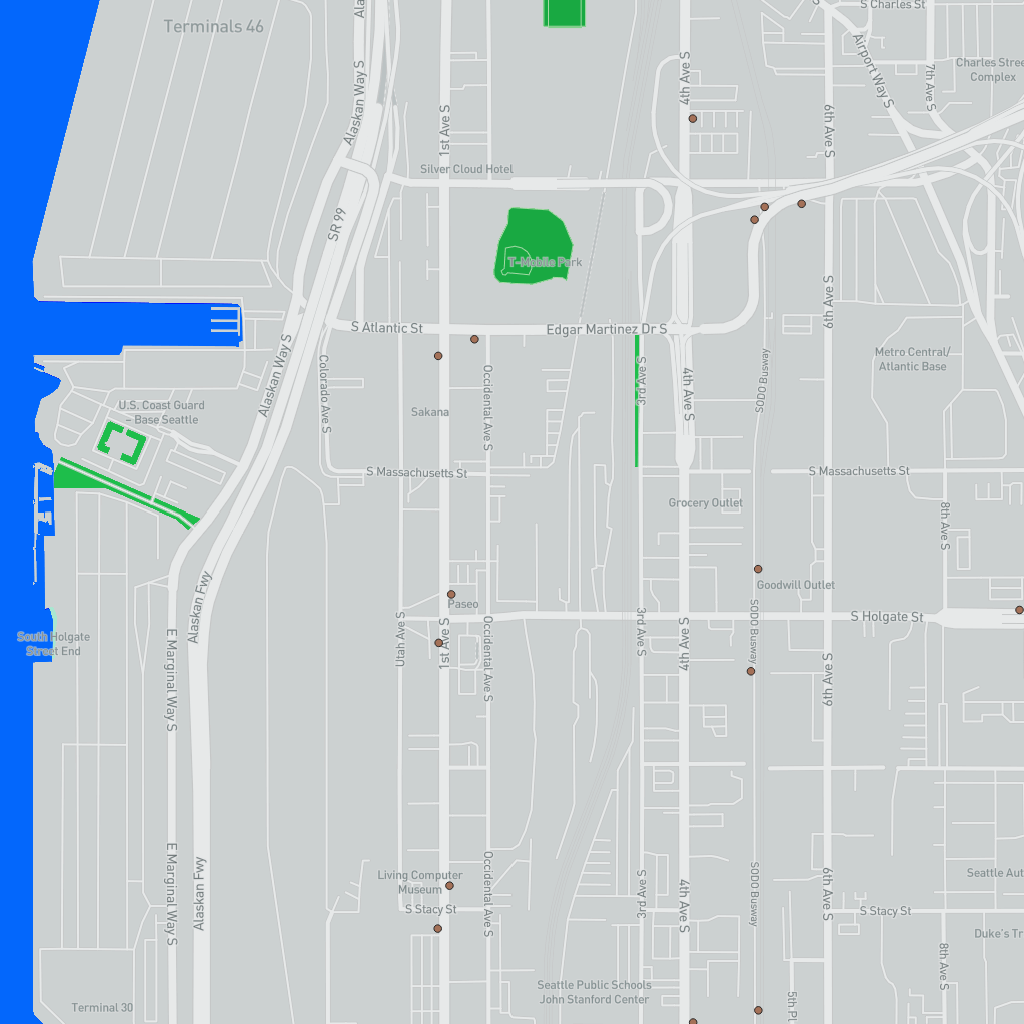 S Charles St
Terminals 46
Alaskan Way S
Airport Way S
Charles Stree
Complex
4th Ave S
7th Ave S
1st Ave S
6th Ave S
Silver Cloud Hotel
SR 99
T-Mobile Park
6th Ave S
S Atlantic St
Edgar Martinez Dr S
Alaskan Way S
Colorado Ave S
Occidental Ave S
3rd Ave S
4th Ave S
SODO Busway
Metro Central/
Atlantic Base
U.S. Coast Guard
– Base Seattle
Sakana
S Massachusetts St
S Massachusetts St
Grocery Outlet
8th Ave S
Goodwill Outlet
Alaskan Fwy
Paseo
S Holgate St
South Holgate
Street End
E Marginal Way S
Utah Ave S
1st Ave S
Occidental Ave S
3rd Ave S
4th Ave S
SODO Busway
6th Ave S
Living Computer
Museum
Seattle Aut
E Marginal Way S
Alaskan Fwy
S Stacy St
Occidental Ave S
3rd Ave S
4th Ave S
SODO Busway
6th Ave S
S Stacy St
Duke's Tr
8th Ave S
Seattle Public Schools
John Stanford Center
Terminal 30
5th Pl